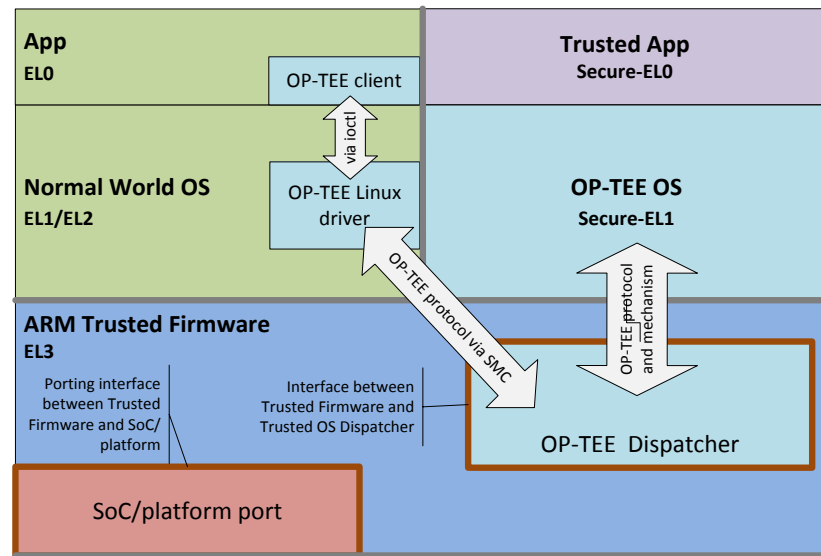 App
EL0
OP-TEE client
Trusted App
Secure-EL0
via ioctl
Normal World OS
EL1/EL2
OP-TEE Linux
driver
OP-TEE OS
Secure-EL1
OP-TEE protocol via SMC
OP-TEE protocol
and mechanism
ARM Trusted Firmware
EL3
Porting interface
between Trusted
Firmware and SoC/
platform
Interface between
Trusted Firmware and
Trusted OS Dispatcher
OP-TEE Dispatcher
SoC/platform port